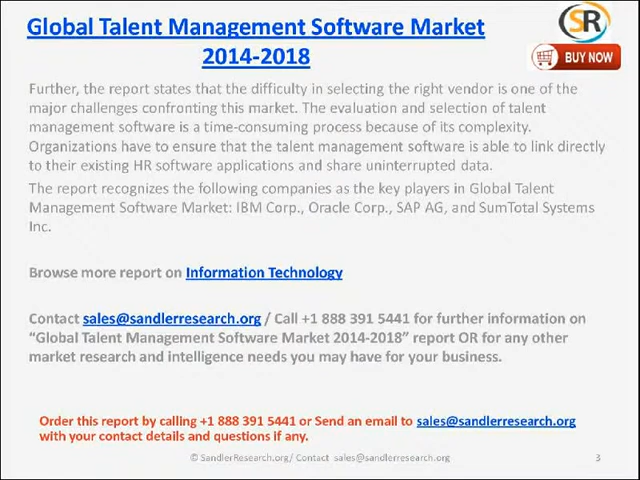 Global Talent Management Software Market
2014-2018
SR
BUY NOW
Further, the report states that the difficulty in selecting the right vendor is one of the
major challenges confronting this market. The evaluation and selection of talent
management software is a time-consuming process because of its complexity.
Organizations have to ensure that the talent management software is able to link directly
to their existing HR software applications and share uninterrupted data.
The report recognizes the following companies as the key players in Global Talent
Management Software Market: IBM Corp., Oracle Corp., SAP AG, and SumTotal Systems
Inc.
Browse more report on Information Technology
Contact sales@sandlerresearch.org / Call +1 888 391 5441 for further information on
“Global Talent Management Software Market 2014-2018” report OR for any other
market research and intelligence needs you may have for your business.
Order this report by calling +1 888 391 5441 or Send an email to sales@sandlerresearch.org
with your contact details and questions if any.
© SandlerResearch.org/ Contact sales@sandlerresearch.org 3